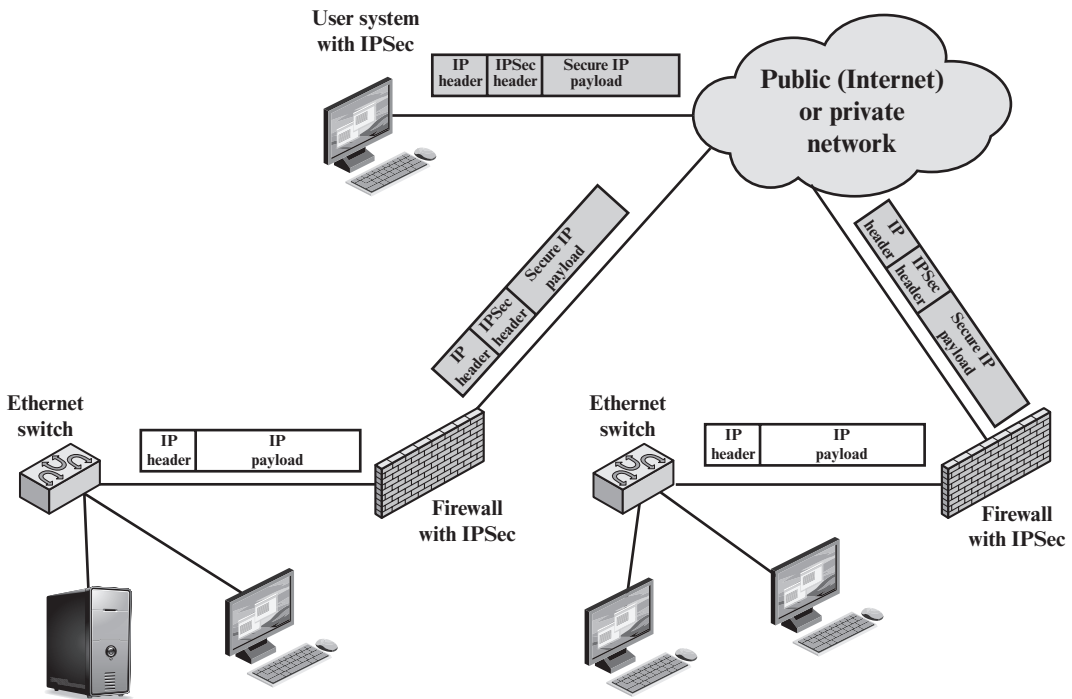 User system
with IPSec
IP
header
IPSec
header
Secure IP
payload
Public (Internet)
or private
network
IP
header
IPSec
header
Secure IP
payload
IP
header
IPSec
header
Secure IP
payload
Ethernet
switch
IP
header
IP
payload
Firewall
with IPSec
Ethernet
switch
IP
header
IP
payload
Firewall
with IPSec